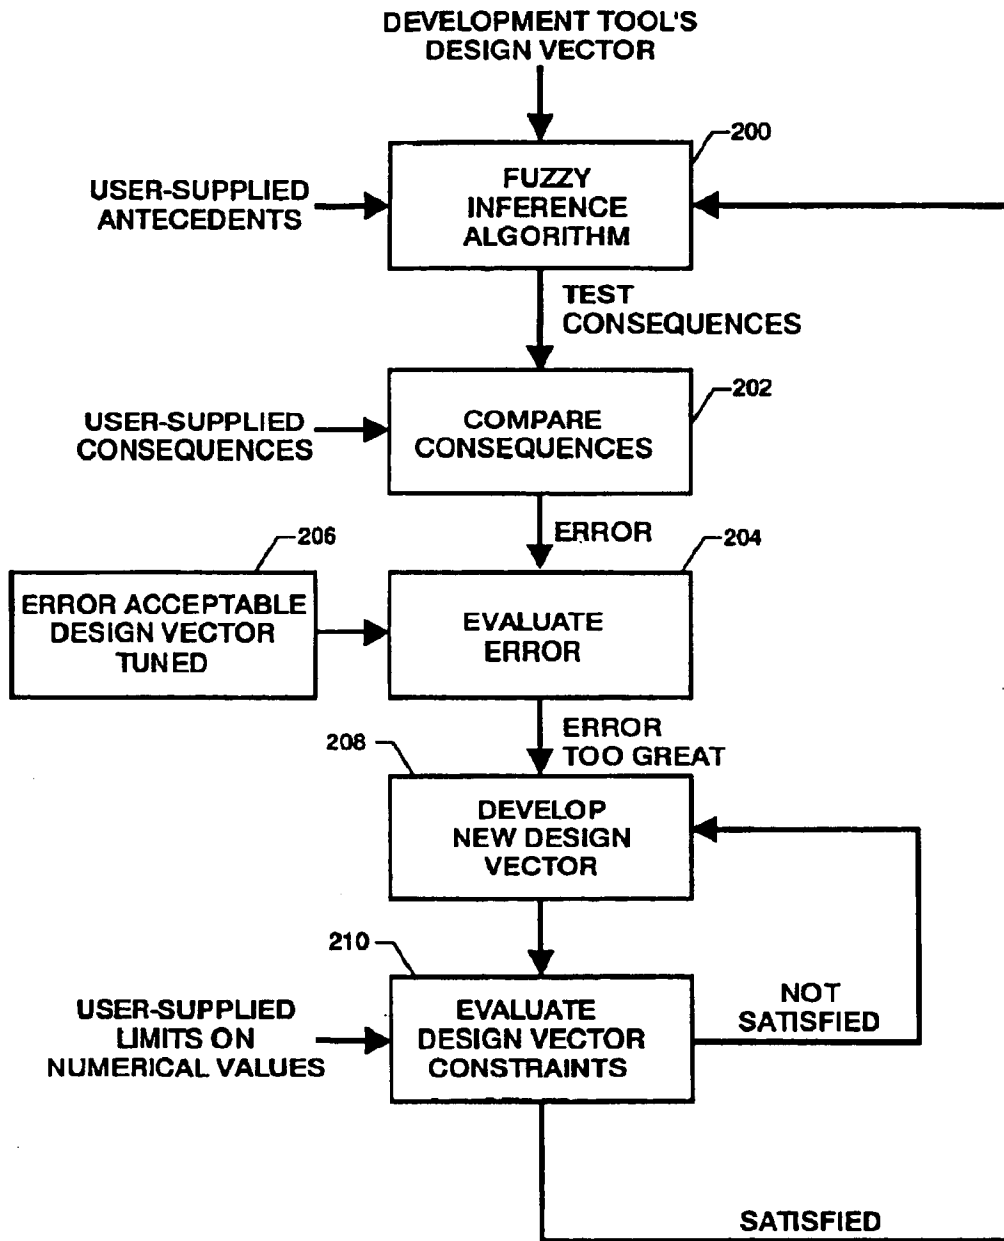 DEVELOPMENT TOOL'S
DESIGN VECTOR
200
FUZZY
INFERENCE
ALGORITHM
USER-SUPPLIED
ANTECEDENTS
TEST
CONSEQUENCES
202
COMPARE
CONSEQUENCES
USER-SUPPLIED
CONSEQUENCES
ERROR
206
204
ERROR ACCEPTABLE
DESIGN VECTOR
TUNED
EVALUATE
ERROR
ERROR
TOO GREAT
208
DEVELOP
NEW DESIGN
VECTOR
210
USER-SUPPLIED
LIMITS ON
NUMERICAL VALUES
EVALUATE
DESIGN VECTOR
CONSTRAINTS
NOT
SATISFIED
SATISFIED